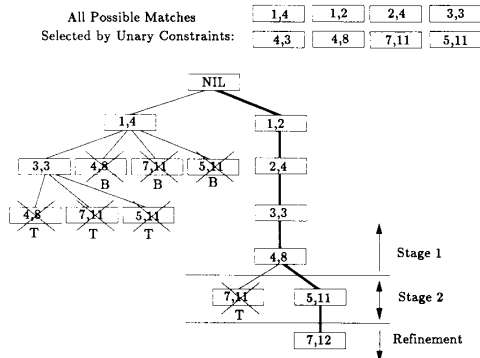 All Possible Matches 1,4 1,2 2,4 3,3
Selected by Unary Constraints: 4,3 4,8 7,11 5,11
NIL
1,4 1,2
3,3 4,8 7,11 5,11 2,4
B B B
4,8 7,11 5,11 3,3
T T T
4,8 Stage 1
7,11 5,11 Stage 2
T
7,12 Refinement